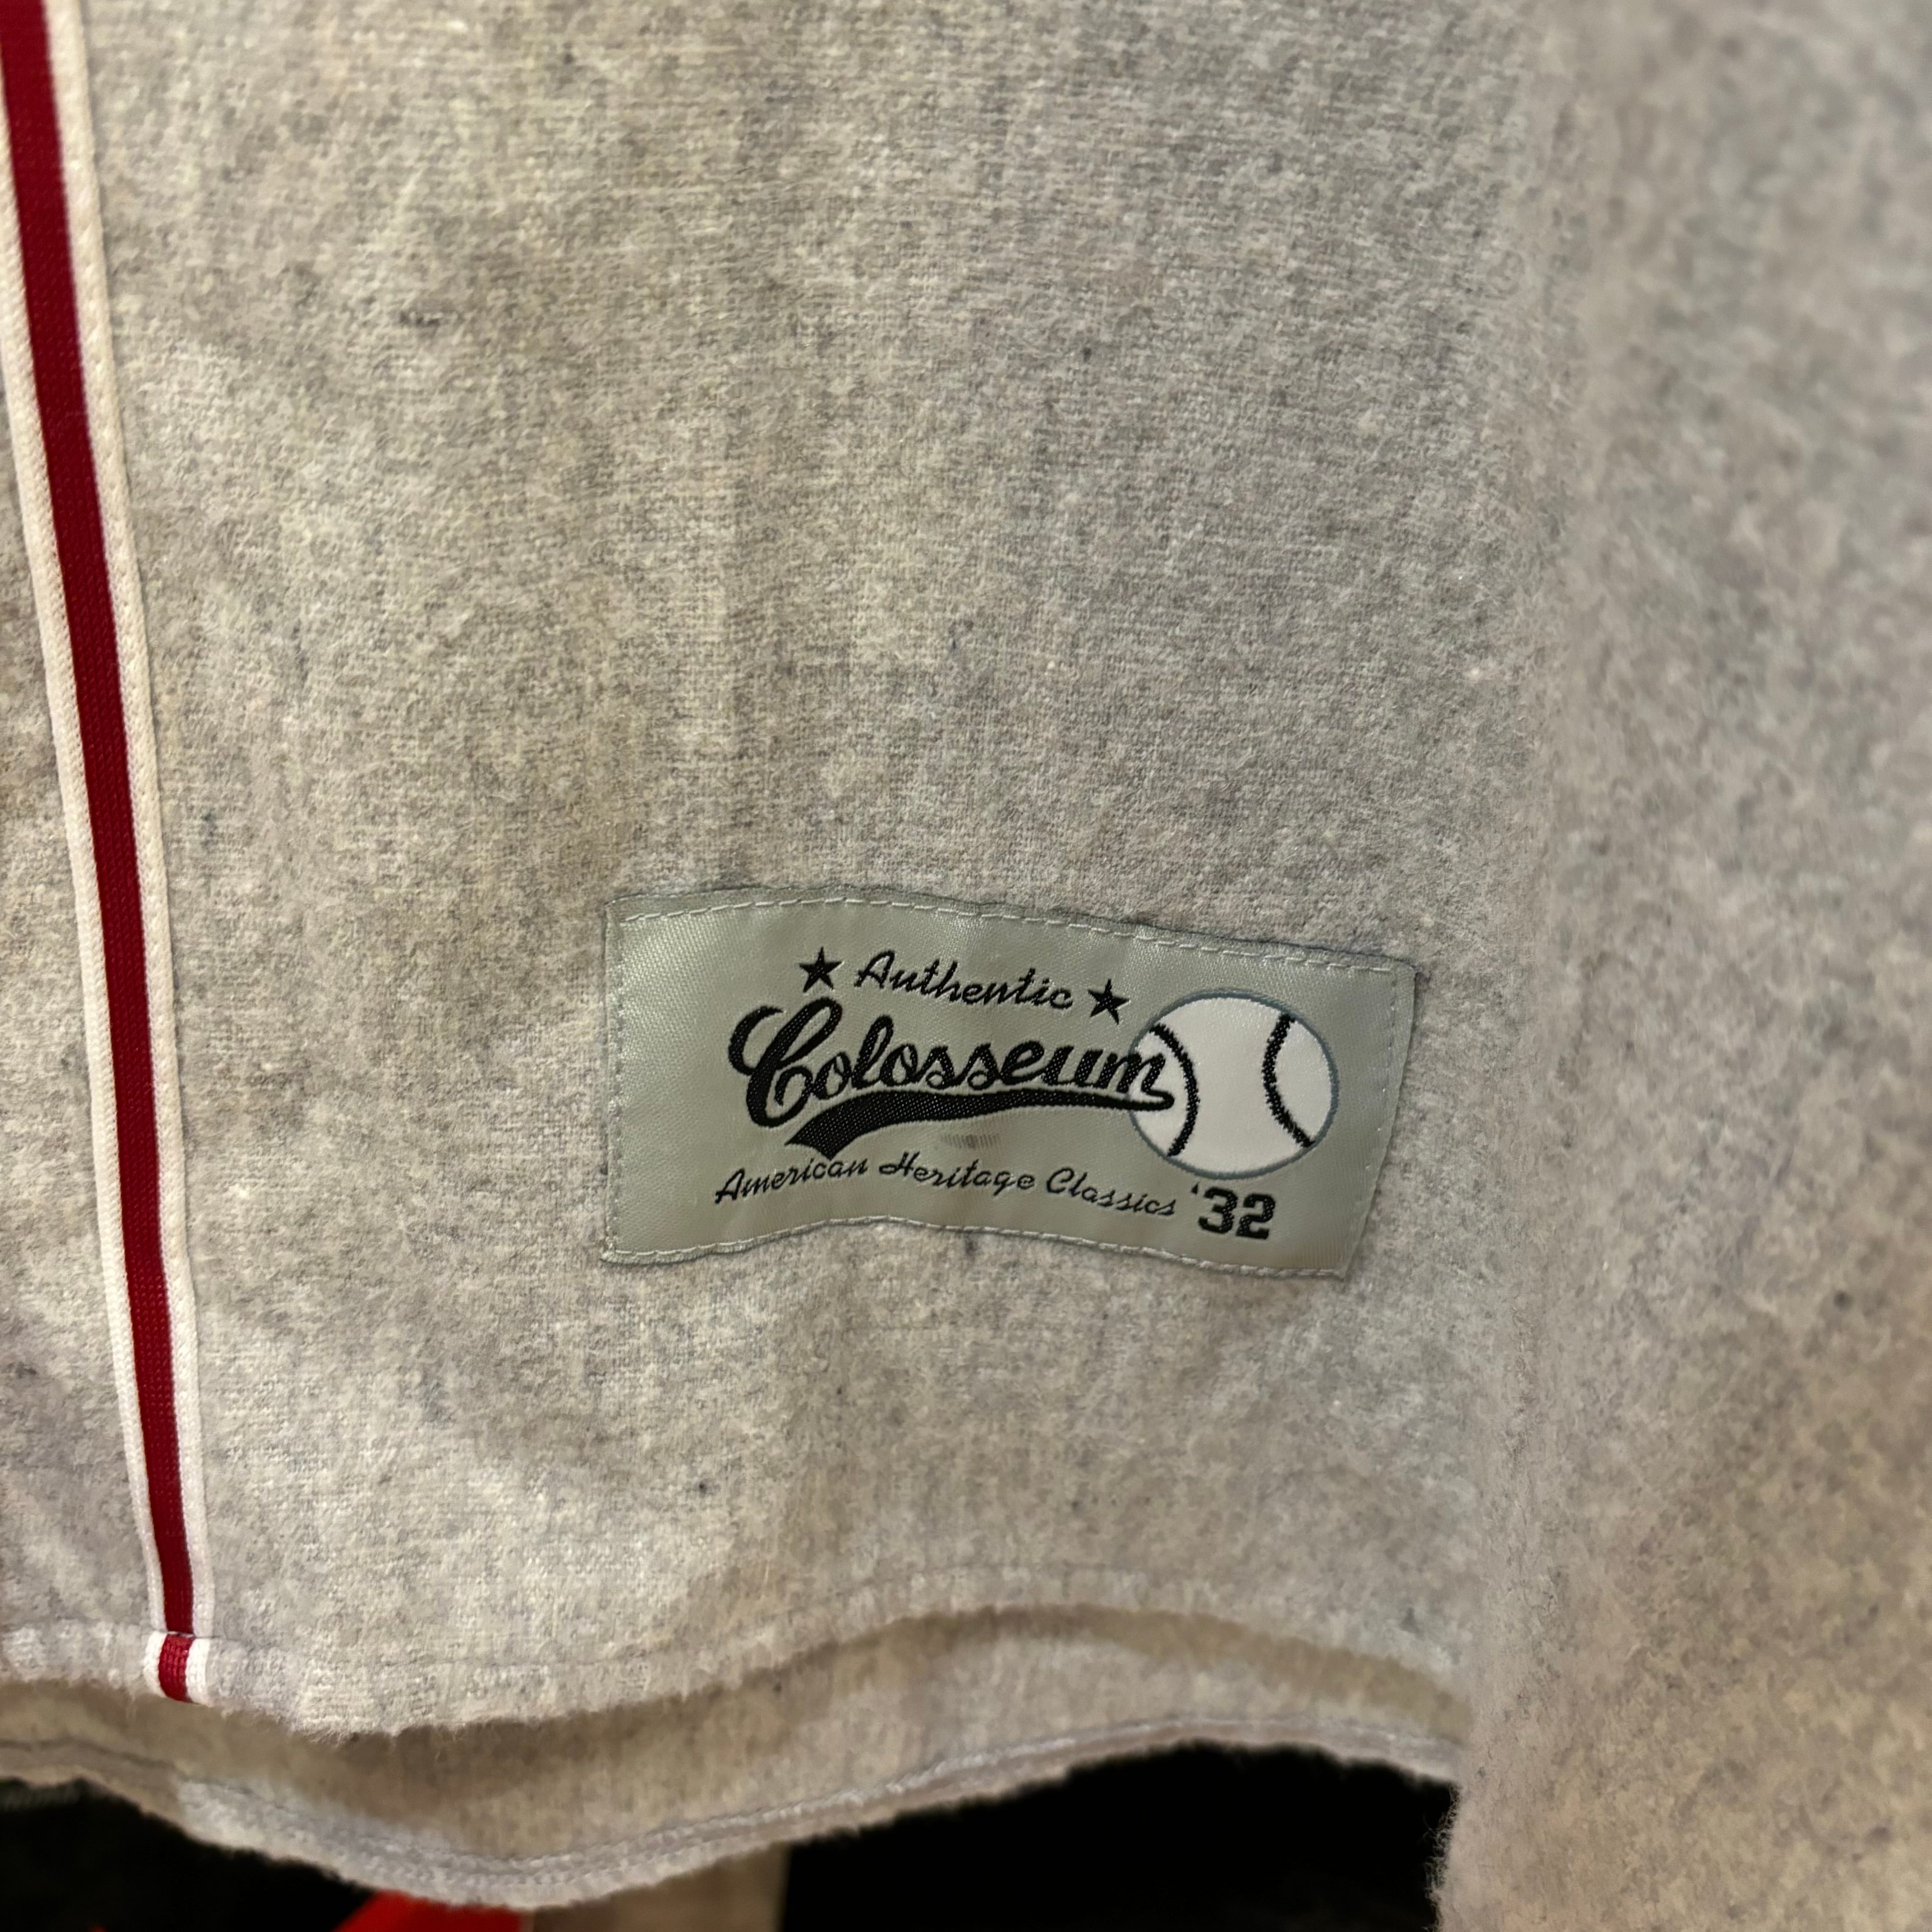 Authentic
Colosseum
American Heritage Classics '32